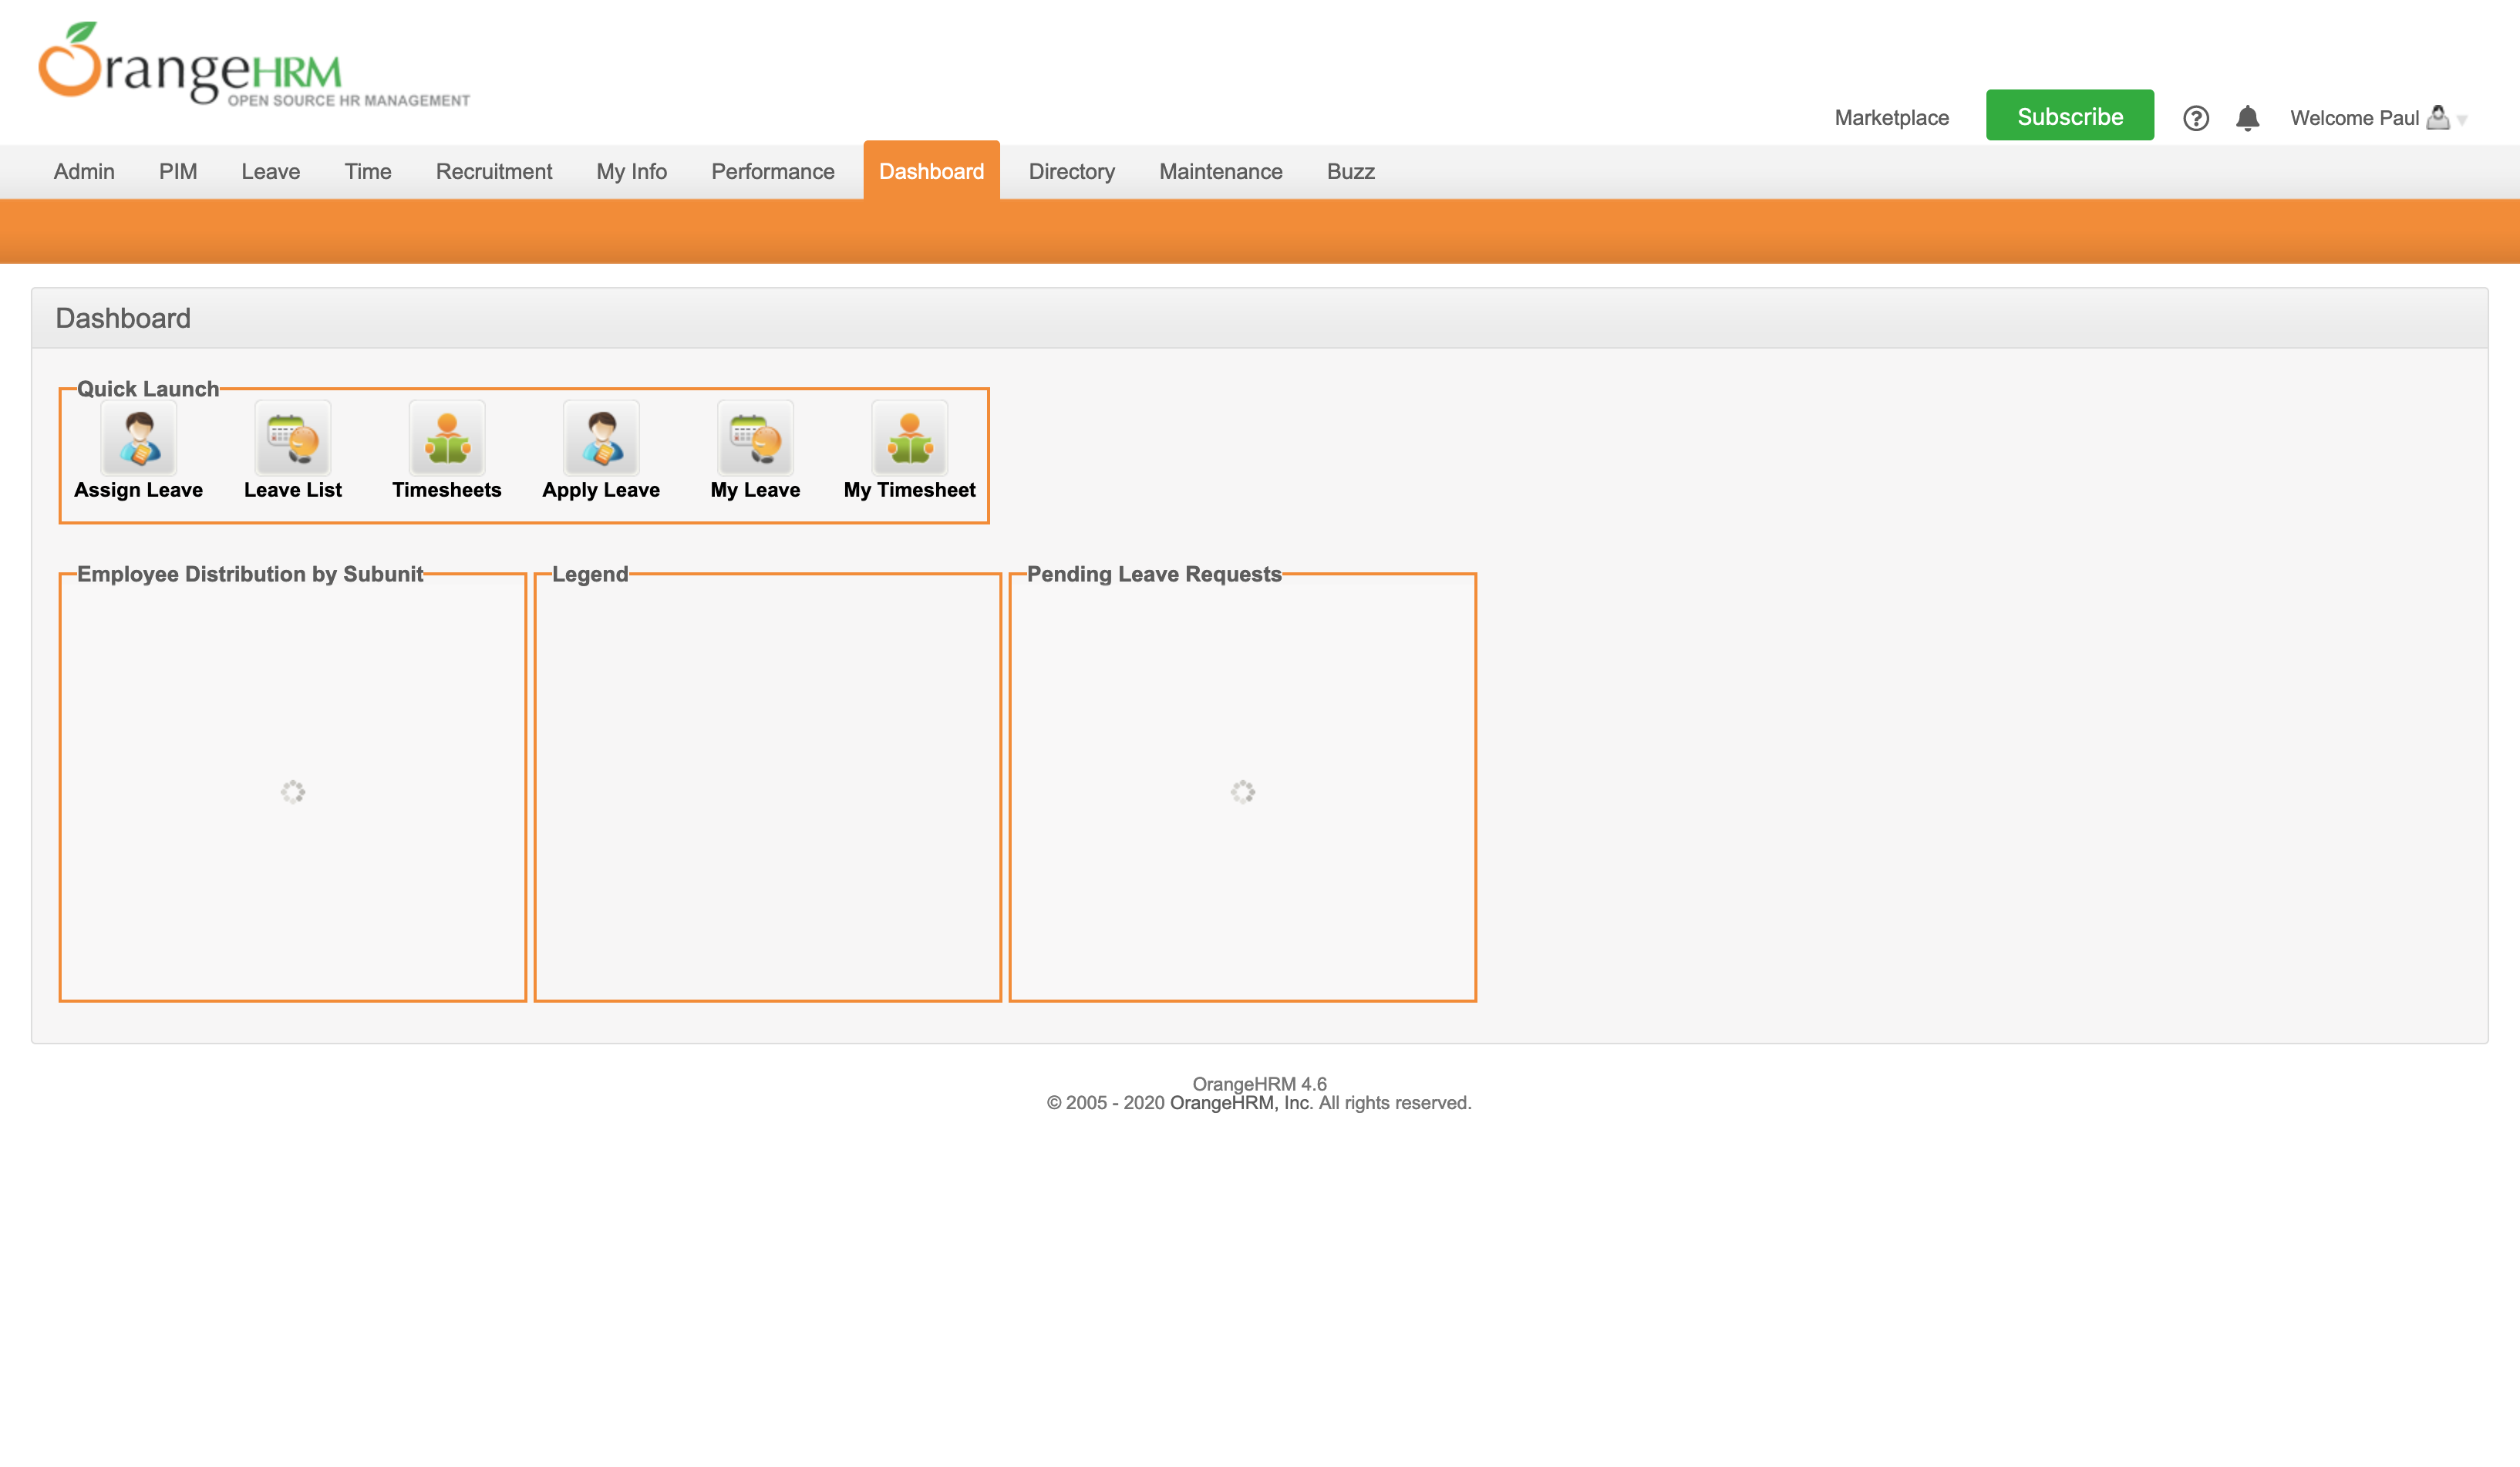 OrangeHRM
OPEN SOURCE HR MANAGEMENT
Marketplace
Subscribe
?
Welcome Paul
Admin
PIM
Leave
Time
Recruitment
My Info
Performance
Dashboard
Directory
Maintenance
Buzz
Dashboard
Quick Launch
Assign Leave
Leave List
Timesheets
Apply Leave
My Leave
My Timesheet
Employee Distribution by Subunit
Legend
Pending Leave Requests
OrangeHRM 4.6
© 2005 - 2020 OrangeHRM, Inc. All rights reserved.